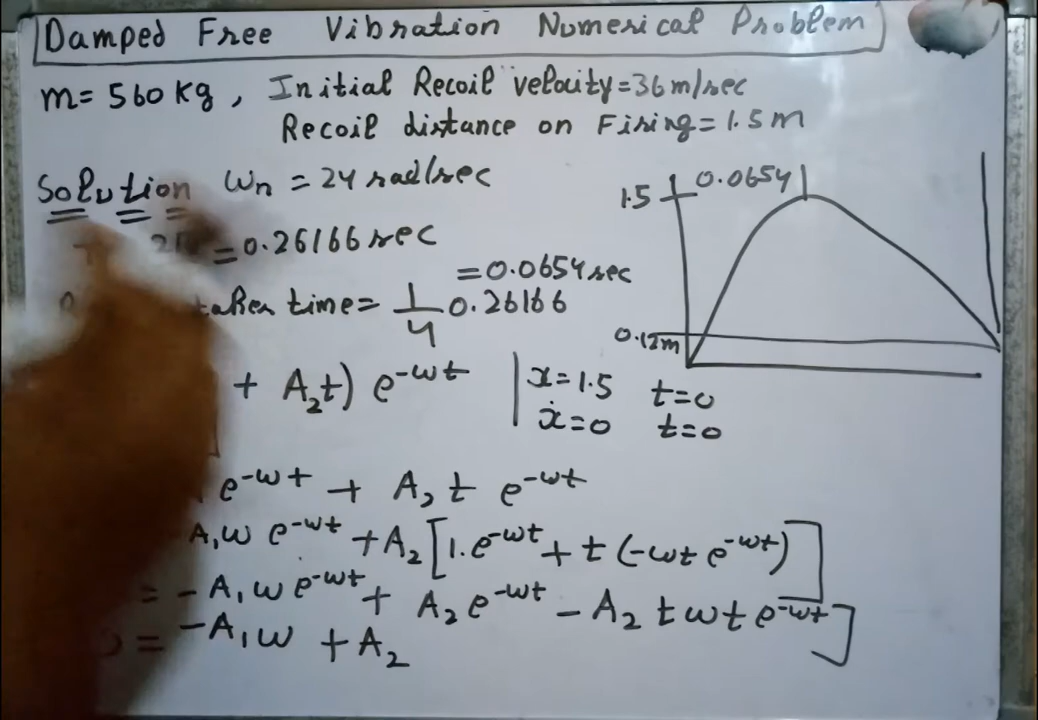 Damped Free Vibration Numerical Problem
m= 560 kg, Initial Recoil velocity=36m/sec
Recoil distance on Firing=1.5m
Solution ωn = 24 rad/sec
1.5 0.0654
=0.26166 sec
=0.0654 sec
taken time= 1/4 0.26166
0.12m
+ A₂t) e^-ωt | x=1.5 t=0
ẋ=0 t=0
e^-ωt + A₂ t e^-ωt
A₁ω e^-ωt +A₂ [1.e^-ωt + t (-ωt e^-ωt)]
= -A₁ω e^-ωt + A₂ e^-ωt - A₂ t ωt e^-ωt]
= -A₁ω + A₂